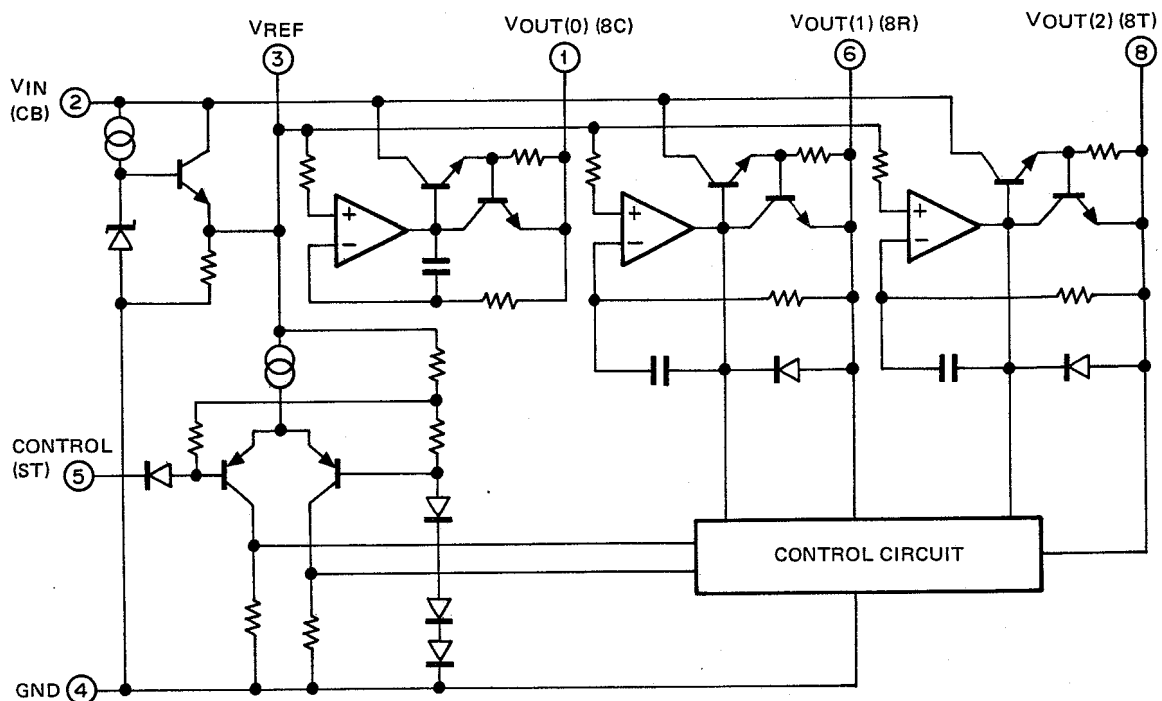 VREF
3
VOUT(0) (8C)
1
VOUT(1) (8R)
6
VOUT(2) (8T)
8
VIN
(CB)
2
+
−
+
−
+
−
CONTROL
(ST)
5
CONTROL CIRCUIT
GND
4